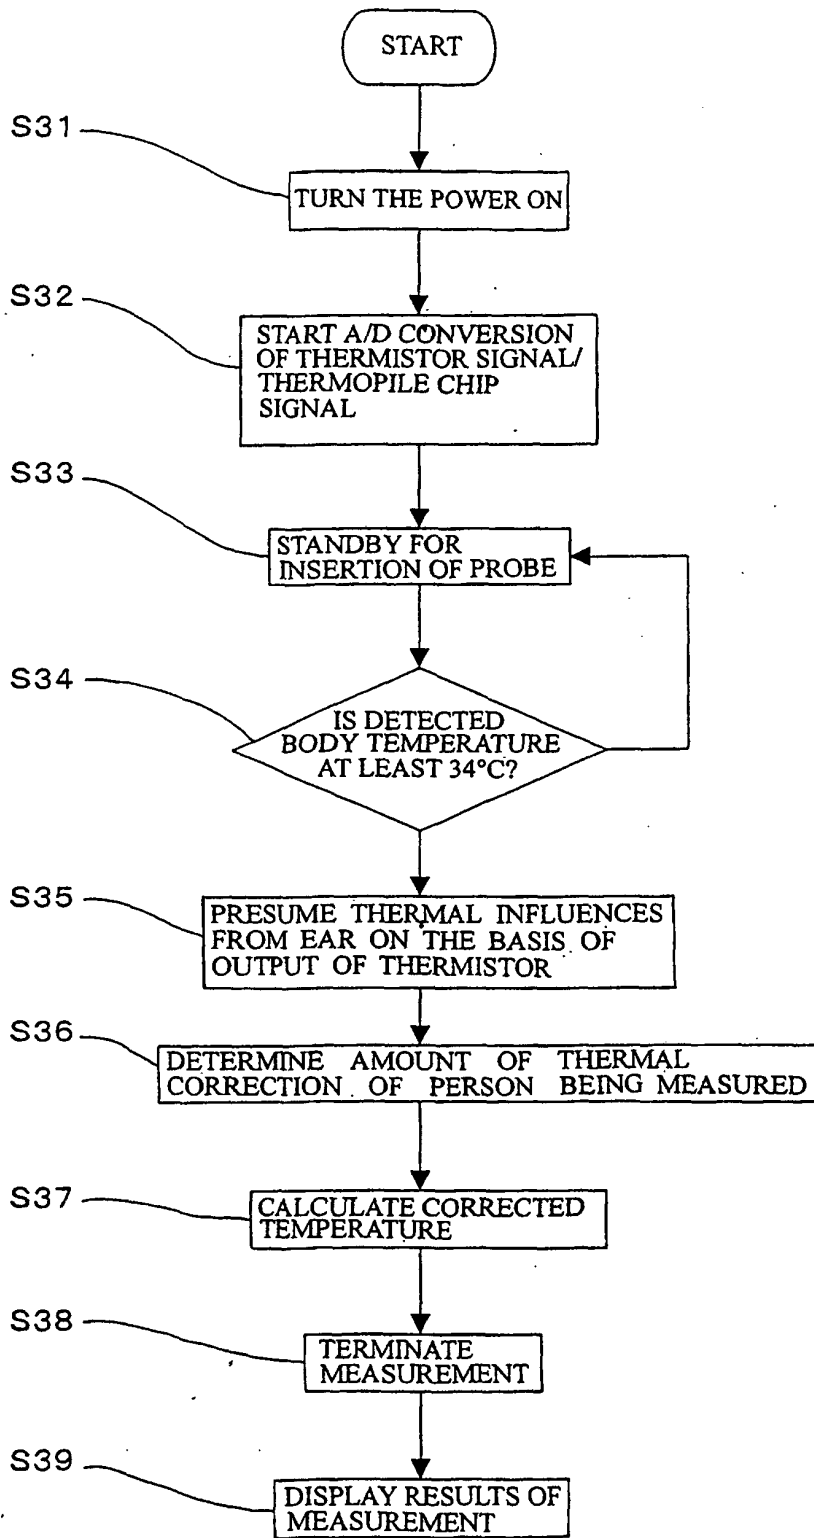 START
S31
TURN THE POWER ON
S32
START A/D CONVERSION
OF THERMISTOR SIGNAL/
THERMOPILE CHIP
SIGNAL
S33
STANDBY FOR
INSERTION OF PROBE
S34
IS DETECTED
BODY TEMPERATURE
AT LEAST 34°C?
S35
PRESUME THERMAL INFLUENCES
FROM EAR ON THE BASIS OF
OUTPUT OF THERMISTOR
S36
DETERMINE AMOUNT OF THERMAL
CORRECTION OF PERSON BEING MEASURED
S37
CALCULATE CORRECTED
TEMPERATURE
S38
TERMINATE
MEASUREMENT
S39
DISPLAY RESULTS OF
MEASUREMENT